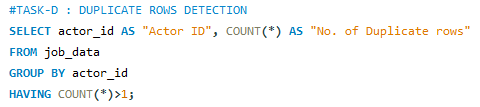 #TASK-D : DUPLICATE ROWS DETECTION
SELECT actor_id AS "Actor ID", COUNT(*) AS "No. of Duplicate rows"
FROM job_data
GROUP BY actor_id
HAVING COUNT(*)>1;